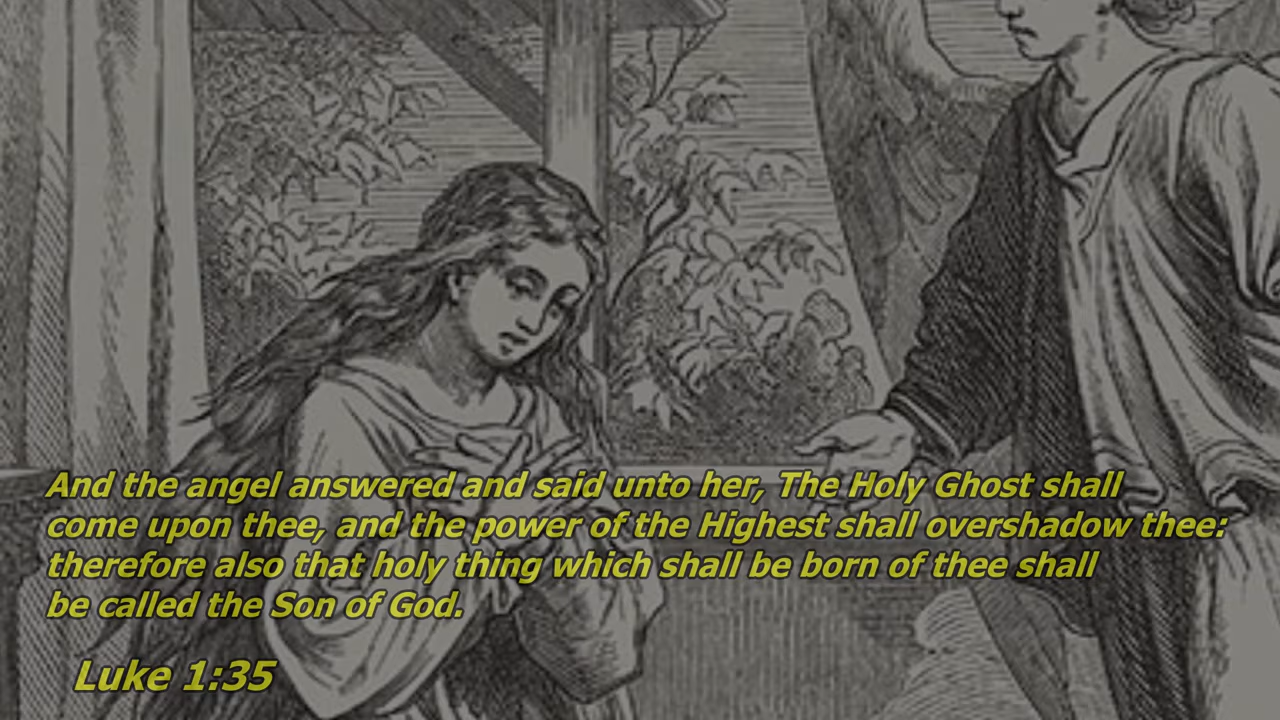 And the angel answered and said unto her, The Holy Ghost shall
come upon thee, and the power of the Highest shall overshadow thee:
therefore also that holy thing which shall be born of thee shall
be called the Son of God.
Luke 1:35